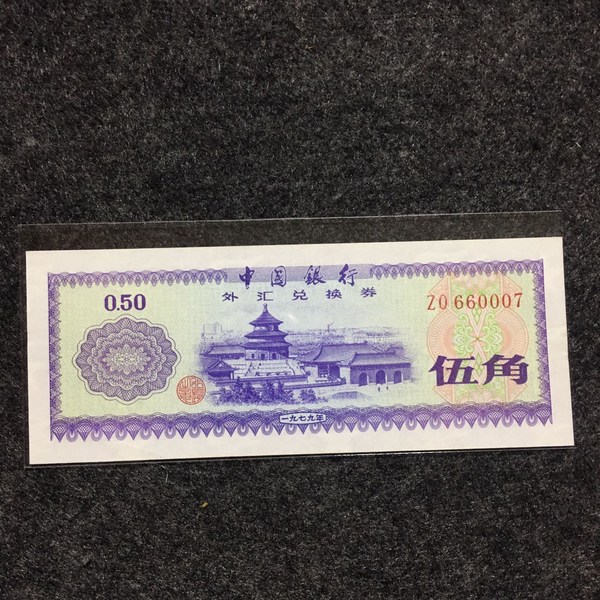 中国银行
外汇兑换券
0.50
ZO 660007
伍角
一九七九年